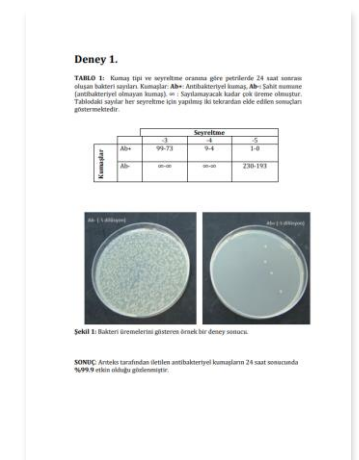 Deney 1.
TABLO 1: Kumaş tipi ve seyreltme oranına göre petrilerde 24 saat sonrası
oluşan bakteri sayıları. Kumaşlar: Ab+: Antibakteriyel kumaş, Ab-: Şahit numune
(antibakteriyel olmayan kumaş). ∞ : Sayılamayacak kadar çok üreme olmuştur.
Tablodaki sayılar her seyreltme için yapılmış iki tekrardan elde edilen sonuçları
göstermektedir.
Seyreltme
-3 -4 -5
Kumaşlar
Ab+ 99-73 9-4 1-0
Ab- ∞-∞ ∞-∞ 230-193
Şekil 1: Bakteri üremelerini gösteren örnek bir deney sonucu.
SONUÇ: Arıteks tarafından iletilen antibakteriyel kumaşların 24 saat sonucunda
%99.9 etkin olduğu gözlenmiştir.